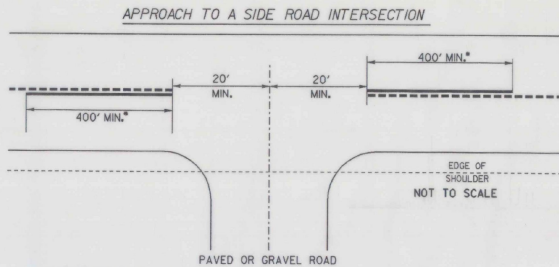 APPROACH TO A SIDE ROAD INTERSECTION
400' MIN.*
20'
MIN.
20'
MIN.
400' MIN.*
EDGE OF
SHOULDER
NOT TO SCALE
PAVED OR GRAVEL ROAD